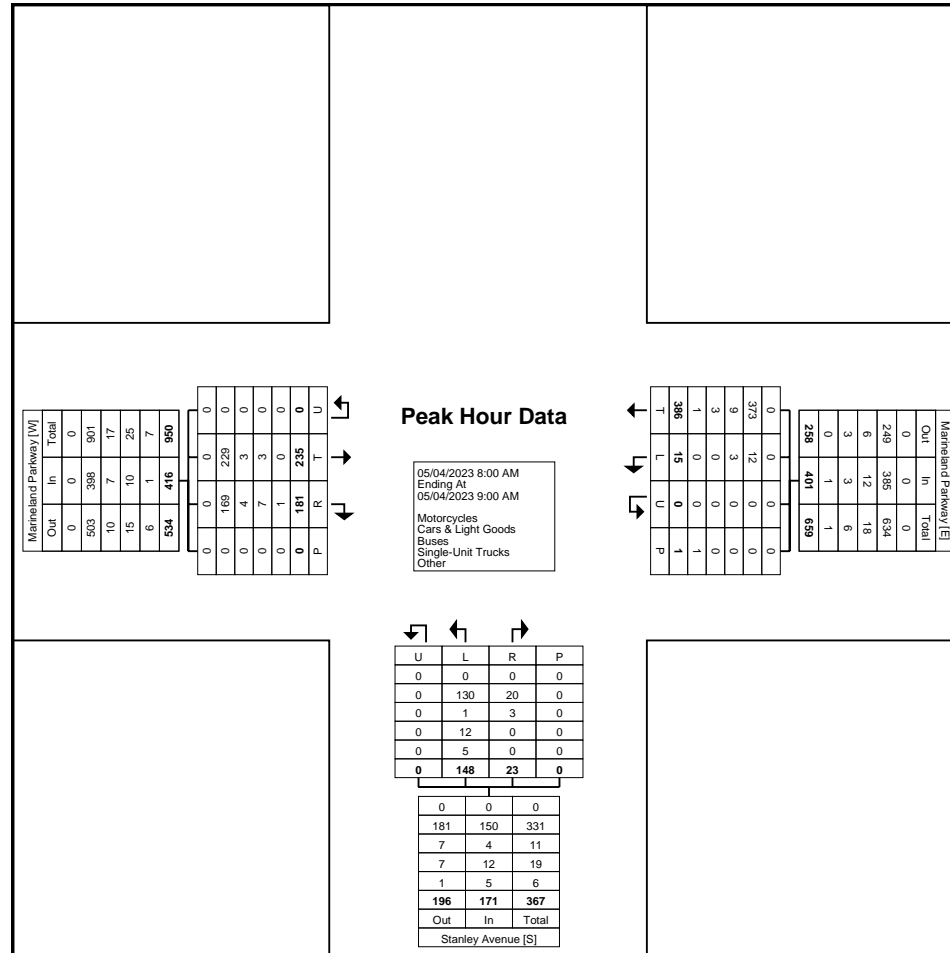 Peak Hour Data
05/04/2023 8:00 AM
Ending At
05/04/2023 9:00 AM
Motorcycles
Cars & Light Goods
Buses
Single-Unit Trucks
Other
U T R P
0 235 181 0
0 0 1 0
0 3 7 0
0 3 4 0
0 229 169 0
0 0 0 0
950 416 534
7 1 6
25 10 15
17 7 10
901 398 503
0 0 0
Total In Out
Marineland Parkway [W]
Marineland Parkway [E]
Out In Total
0 0 0
249 385 634
6 12 18
3 3 6
0 1 1
258 401 659
0 0 0 0
373 12 0 0
9 3 0 0
3 0 0 0
1 0 0 1
386 15 0 1
T L U P
U L R P
0 0 0 0
0 130 20 0
0 1 3 0
0 12 0 0
0 5 0 0
0 148 23 0
0 0 0
181 150 331
7 4 11
7 12 19
1 5 6
196 171 367
Out In Total
Stanley Avenue [S]